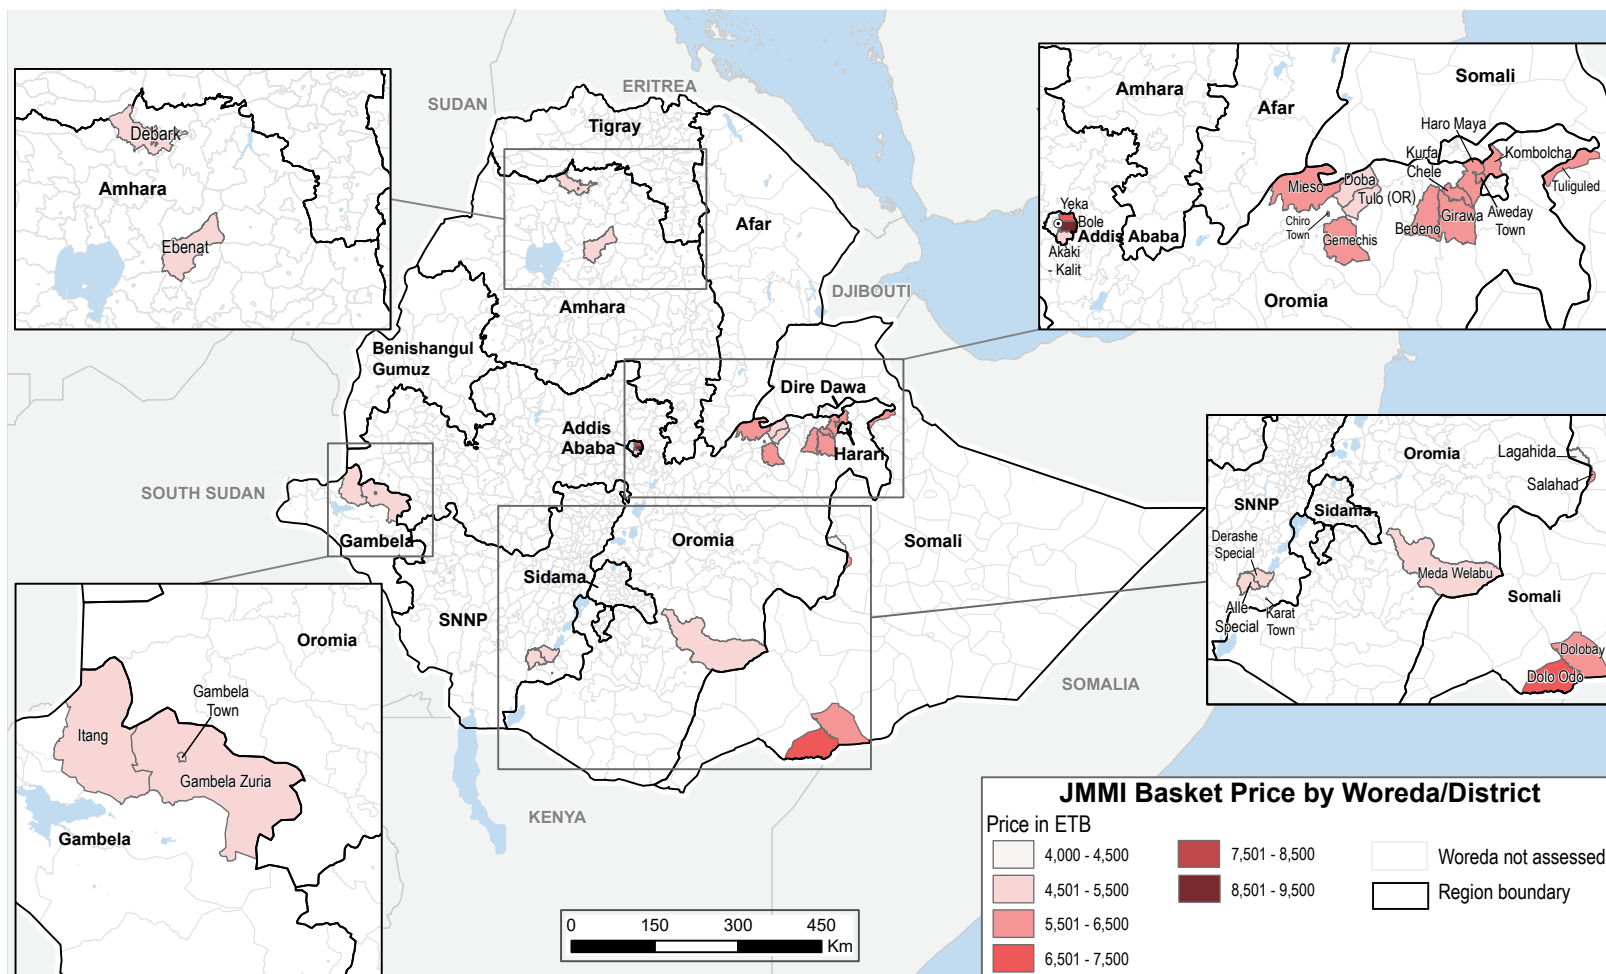 SUDAN
ERITREA
Tigray
Afar
Amhara
DJIBOUTI
Benishangul
Gumuz
Dire Dawa
Addis
Ababa
Harari
SOUTH SUDAN
Gambela
Oromia
Somali
Sidama
SNNP
SOMALIA
KENYA
Debark
Amhara
Ebenat
Somali
Amhara
Afar
Haro Maya
Kurfa
Chele
Kombolcha
Mieso
Doba
Tuliguled
Tulo (OR)
Yeka
Bole
Chiro
Town
Girawa
Aweday
Town
Addis Ababa
Gemechis
Bedeno
Akaki
- Kalit
Oromia
Oromia
Lagahida
Salahad
SNNP
Sidama
Derashe
Special
Meda Welabu
Alle
Special
Karat
Town
Somali
Dolobay
Dolo Odo
Oromia
Gambela
Town
Itang
Gambela Zuria
Gambela
JMMI Basket Price by Woreda/District
Price in ETB
4,000 - 4,500
4,501 - 5,500
5,501 - 6,500
6,501 - 7,500
7,501 - 8,500
8,501 - 9,500
Woreda not assessed
Region boundary
0 150 300 450
Km